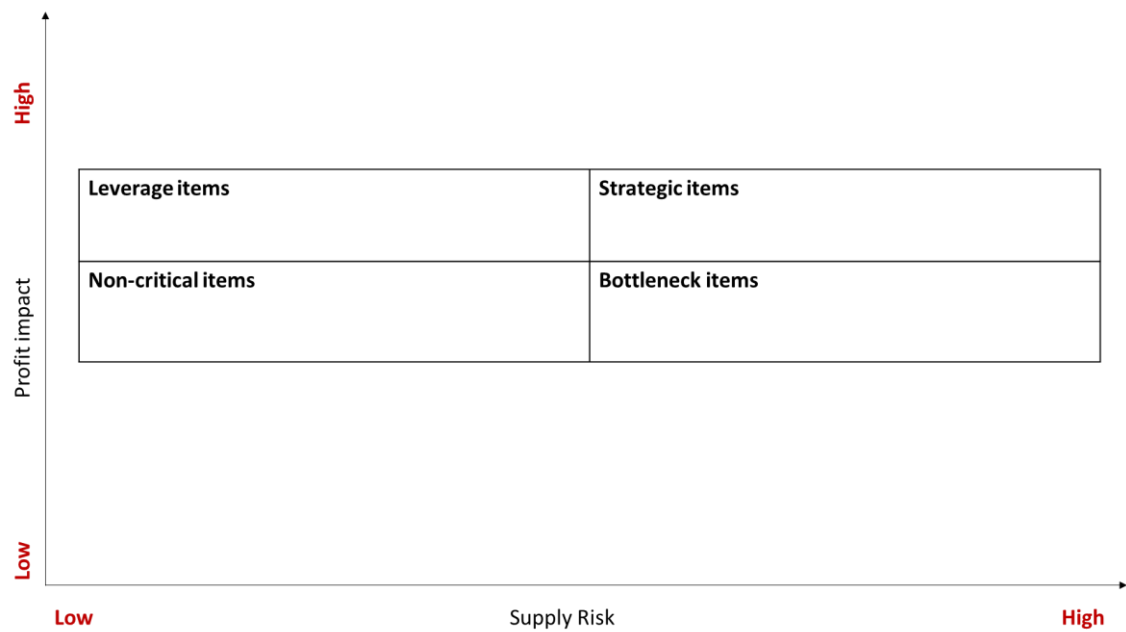 High
Leverage items
Strategic items
Non-critical items
Bottleneck items
Profit impact
Low
Low
Supply Risk
High